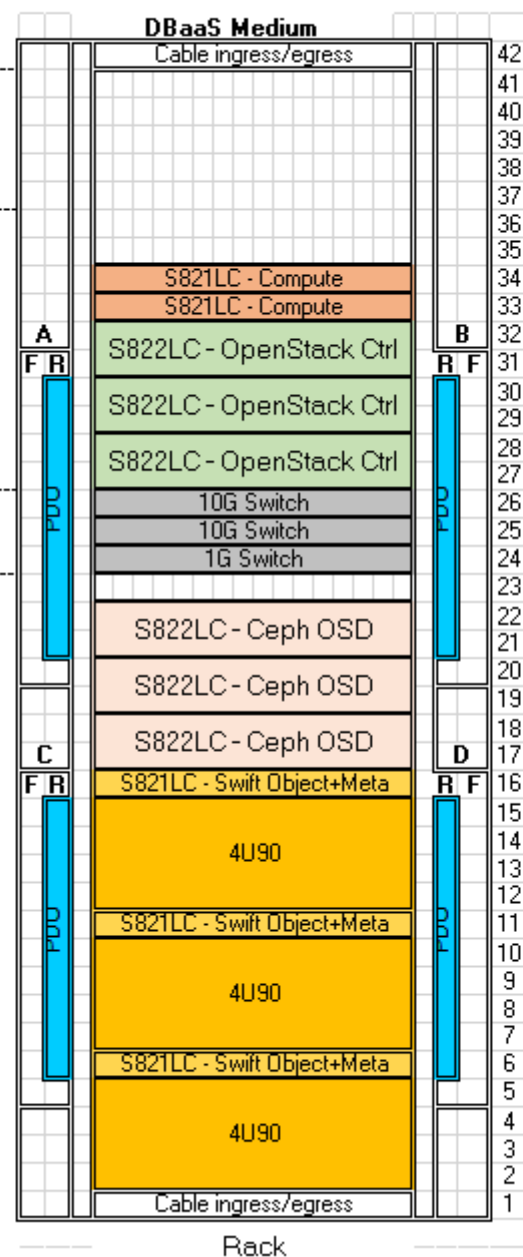 DBaaS Medium
Cable ingress/egress 42
41
40
39
38
37
36
35
S821LC - Compute 34
S821LC - Compute 33
A S822LC - OpenStack Ctrl B 32
F R R F 31
S822LC - OpenStack Ctrl 30
29
S822LC - OpenStack Ctrl 28
27
PDU 10G Switch PDU 26
10G Switch 25
1G Switch 24
23
S822LC - Ceph OSD 22
21
S822LC - Ceph OSD 20
19
S822LC - Ceph OSD 18
C D 17
F R S821LC - Swift Object+Meta R F 16
15
4U90 14
13
12
PDU S821LC - Swift Object+Meta PDU 11
10
4U90 9
8
7
S821LC - Swift Object+Meta 6
5
4U90 4
3
2
Cable ingress/egress 1
Rack